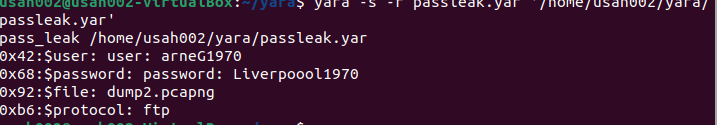 usah002@usah002-VirtualBox:~/yara$ yara -s -r passleak.yar '/home/usah002/yara/
passleak.yar'
pass_leak /home/usah002/yara/passleak.yar
0x42:$user: user: arneG1970
0x68:$password: password: Liverpoool1970
0x92:$file: dump2.pcapng
0xb6:$protocol: ftp